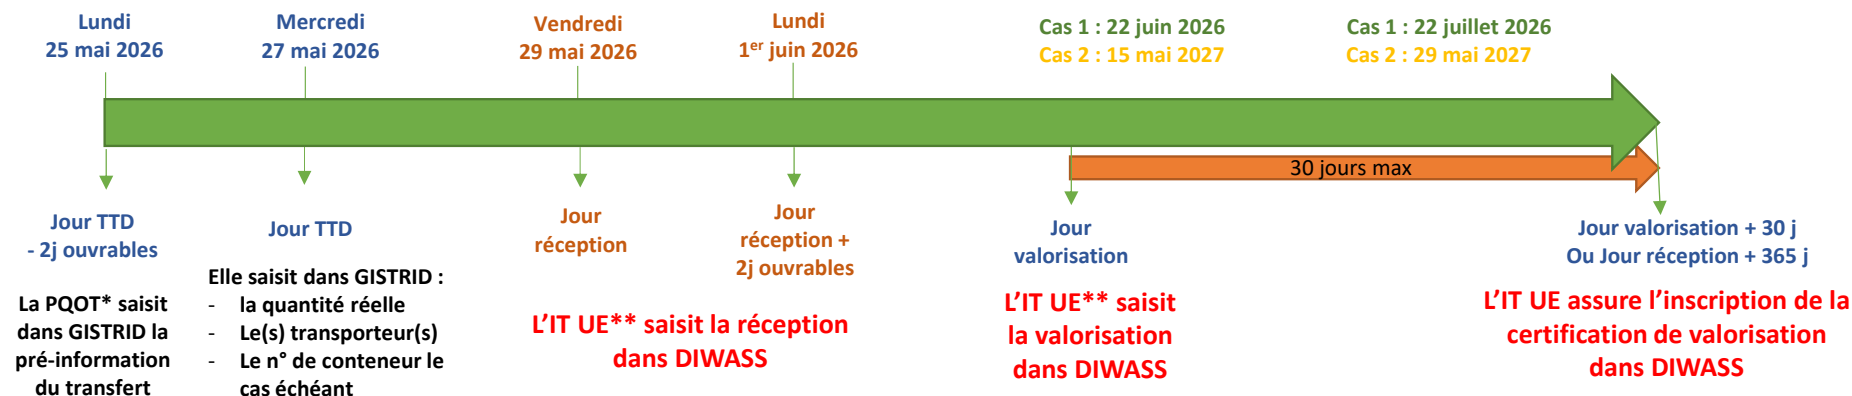 Lundi
25 mai 2026
Mercredi
27 mai 2026
Vendredi
29 mai 2026
Lundi
1er juin 2026
Cas 1 : 22 juin 2026
Cas 2 : 15 mai 2027
Cas 1 : 22 juillet 2026
Cas 2 : 29 mai 2027
30 jours max
Jour TTD
- 2j ouvrables
La PQOT* saisit
dans GISTRID la
pré-information
du transfert
Jour TTD
Elle saisit dans GISTRID :
- la quantité réelle
- Le(s) transporteur(s)
- Le n° de conteneur le
cas échéant
Jour
réception
Jour
réception +
2j ouvrables
L’IT UE** saisit la réception
dans DIWASS
Jour
valorisation
L’IT UE** saisit
la valorisation
dans DIWASS
Jour valorisation + 30 j
Ou Jour réception + 365 j
L’IT UE assure l’inscription de la
certification de valorisation
dans DIWASS